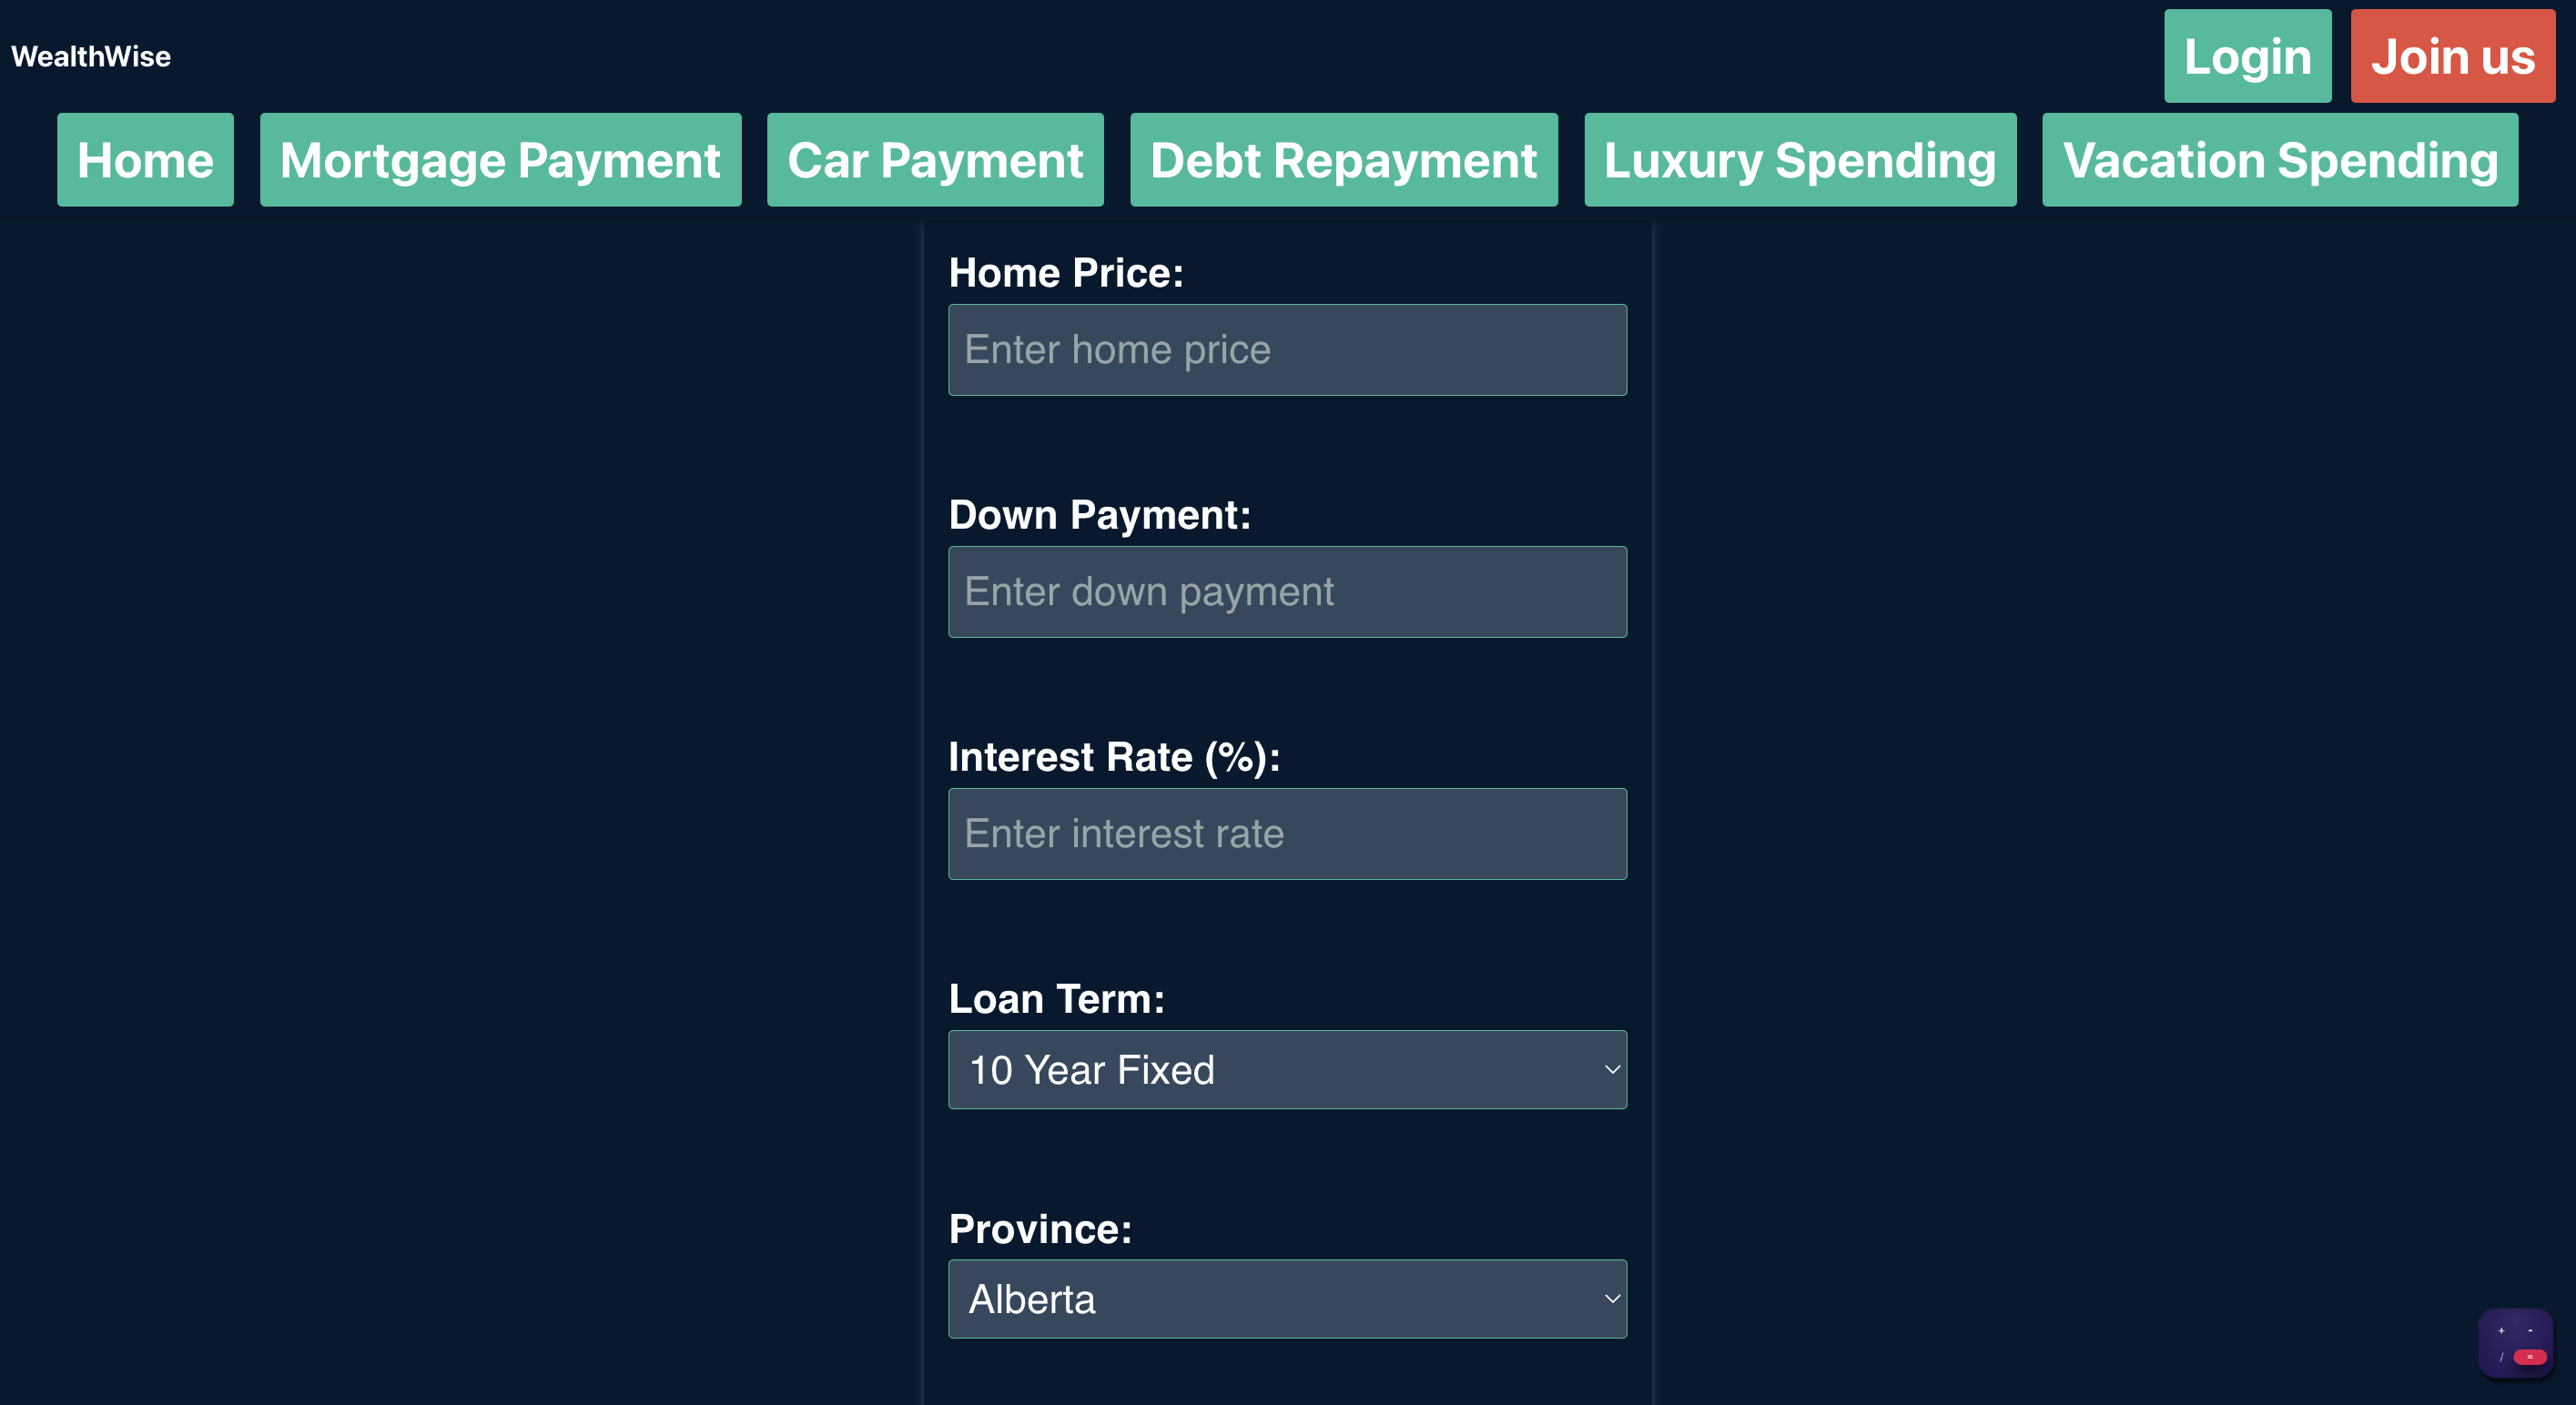 WealthWise
Login
Join us
Home
Mortgage Payment
Car Payment
Debt Repayment
Luxury Spending
Vacation Spending
Home Price:
Enter home price
Down Payment:
Enter down payment
Interest Rate (%):
Enter interest rate
Loan Term:
10 Year Fixed
Province:
Alberta
+ -
/ =